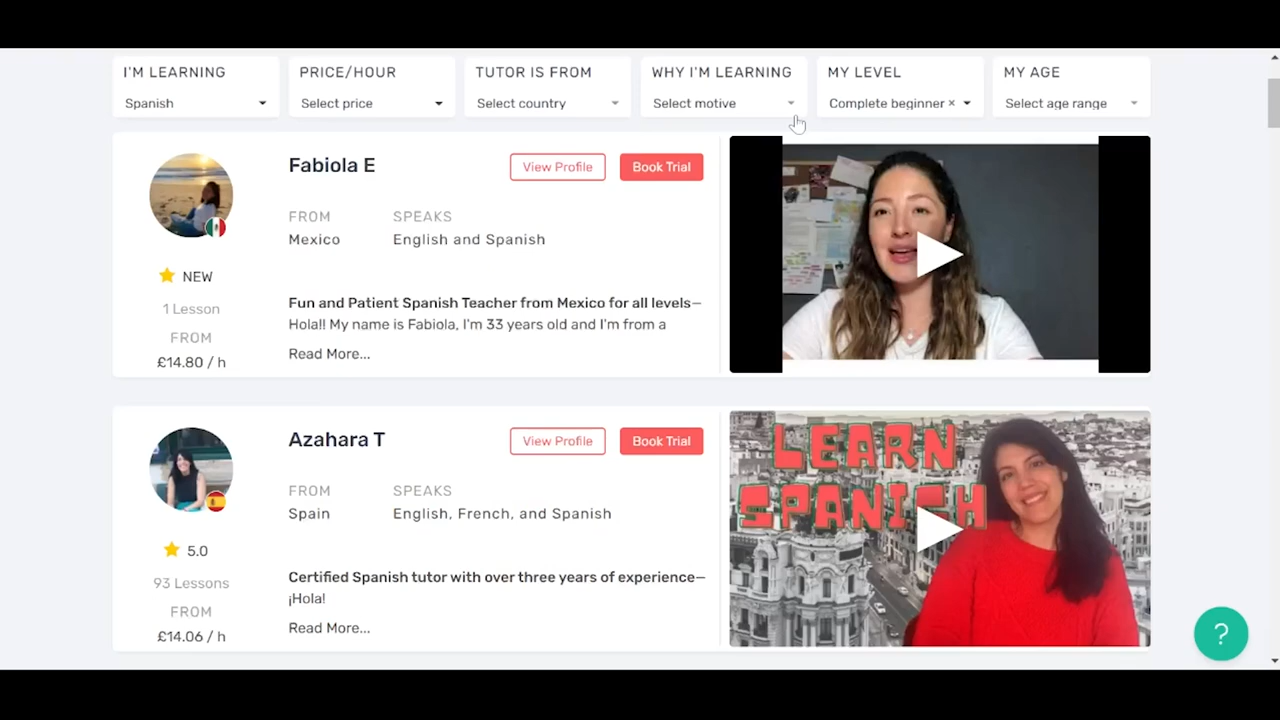 I'M LEARNING
Spanish
PRICE/HOUR
Select price
TUTOR IS FROM
Select country
WHY I'M LEARNING
Select motive
MY LEVEL
Complete beginner ×
MY AGE
Select age range
Fabiola E
View Profile
Book Trial
FROM
Mexico
SPEAKS
English and Spanish
NEW
1 Lesson
FROM
£14.80 / h
Fun and Patient Spanish Teacher from Mexico for all levels—
Hola!! My name is Fabiola, I'm 33 years old and I'm from a
Read More...
Azahara T
View Profile
Book Trial
FROM
Spain
SPEAKS
English, French, and Spanish
5.0
93 Lessons
FROM
£14.06 / h
Certified Spanish tutor with over three years of experience—
¡Hola!
Read More...
LEARN
SPANISH
?